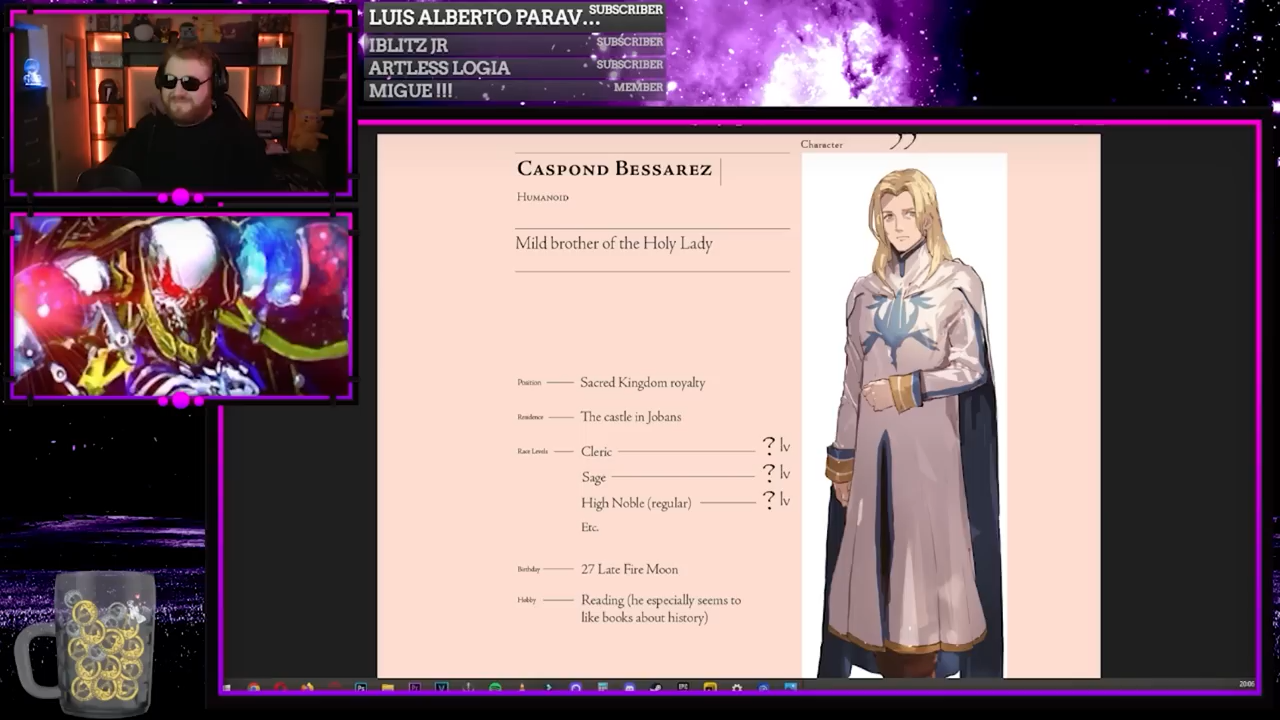 LUIS ALBERTO PARAV... SUBSCRIBER
IBLITZ JR SUBSCRIBER
ARTLESS LOGIA SUBSCRIBER
MIGUE !!! MEMBER
Character
Caspond Bessarez
Humanoid
Mild brother of the Holy Lady
Position Sacred Kingdom royalty
Residence The castle in Jobans
Race Levels Cleric ? lv
Sage ? lv
High Noble (regular) ? lv
Etc.
Birthday 27 Late Fire Moon
Hobby Reading (he especially seems to
like books about history)
20:06